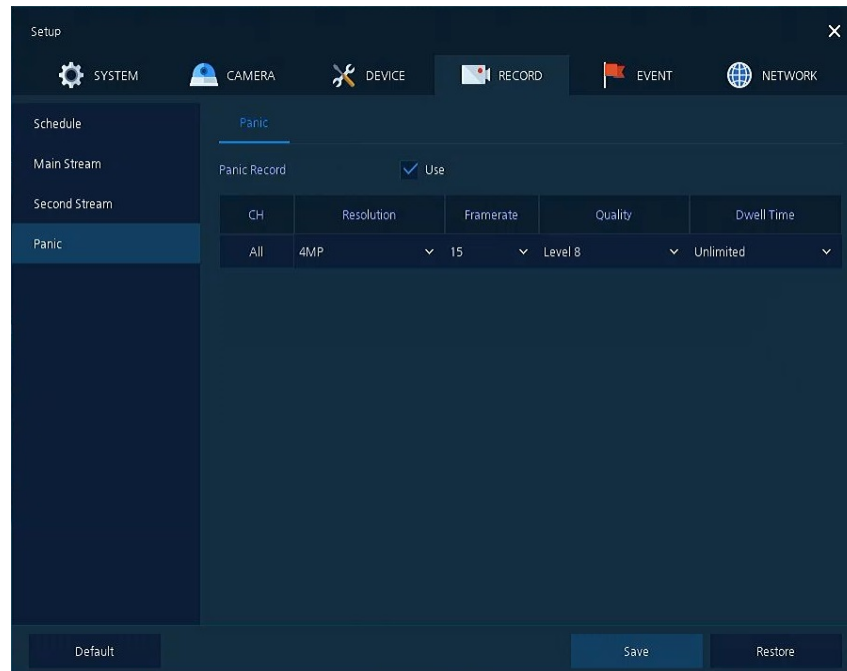 Setup
SYSTEM CAMERA DEVICE RECORD EVENT NETWORK
Schedule
Main Stream
Second Stream
Panic
Panic
Panic Record Use
CH Resolution Framerate Quality Dwell Time
All 4MP 15 Level 8 Unlimited
Default Save Restore